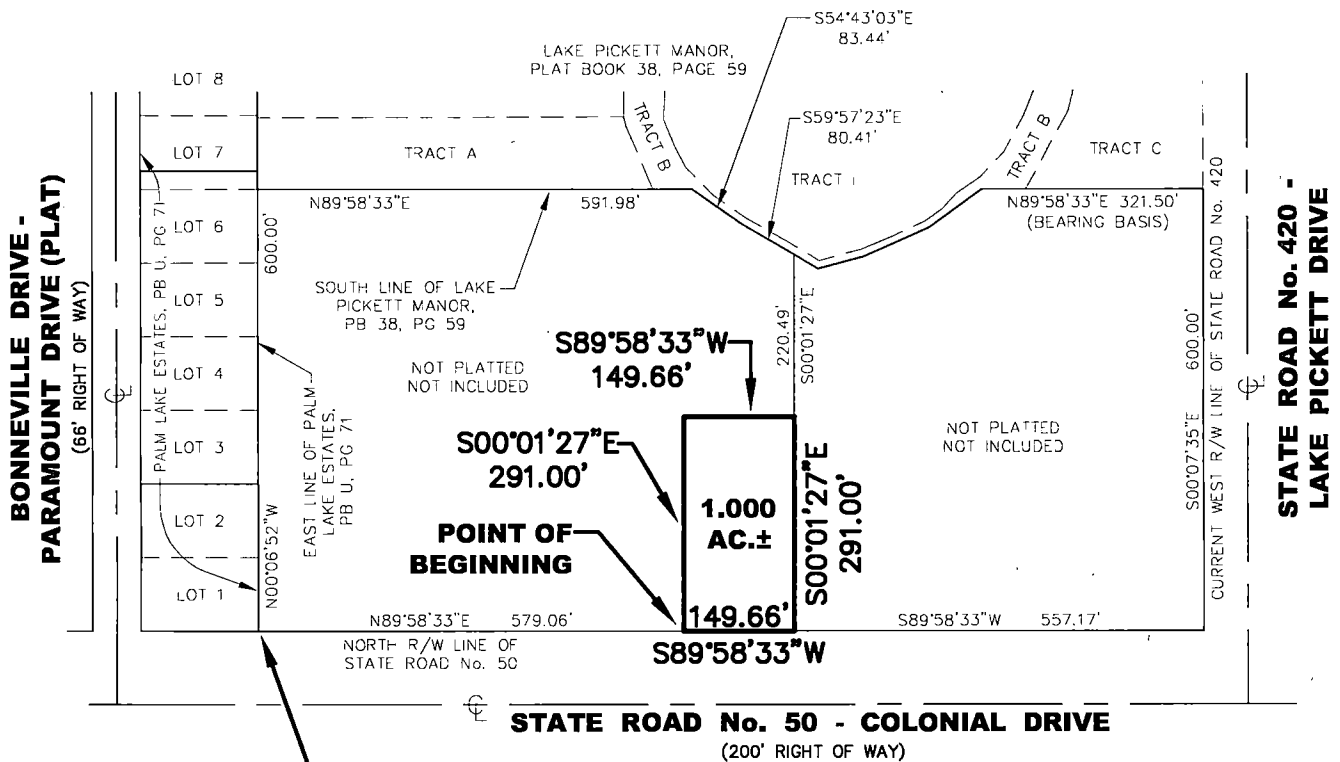 S54°43'03"E
83.44'
LAKE PICKETT MANOR,
PLAT BOOK 38, PAGE 59
LOT 8
S59°57'23"E
80.41'
TRACT B
TRACT B
LOT 7
TRACT A
TRACT I
TRACT C
N89°58'33"E 591.98'
N89°58'33"E 321.50'
(BEARING BASIS)
LOT 6
600.00'
PALM LAKE ESTATES, PB U, PG 71
BONNEVILLE DRIVE -
PARAMOUNT DRIVE (PLAT)
(66' RIGHT OF WAY)
STATE ROAD No. 420 -
LAKE PICKETT DRIVE
CURRENT WEST R/W LINE OF STATE ROAD No. 420
SOUTH LINE OF LAKE
PICKETT MANOR,
PB 38, PG 59
LOT 5
220.49'
S00°01'27"E
600.00'
S00°07'35"E
S89°58'33"W
149.66'
NOT PLATTED
NOT INCLUDED
LOT 4
CL
CL
LOT 3
EAST LINE OF PALM
LAKE ESTATES,
PB U, PG 71
S00°01'27"E
291.00'
NOT PLATTED
NOT INCLUDED
LOT 2
N00°06'52"W
1.000
AC.±
S00°01'27"E
291.00'
POINT OF
BEGINNING
LOT 1
N89°58'33"E 579.06'
149.66'
S89°58'33"W 557.17'
NORTH R/W LINE OF
STATE ROAD No. 50
S89°58'33"W
CL
STATE ROAD No. 50 - COLONIAL DRIVE
(200' RIGHT OF WAY)